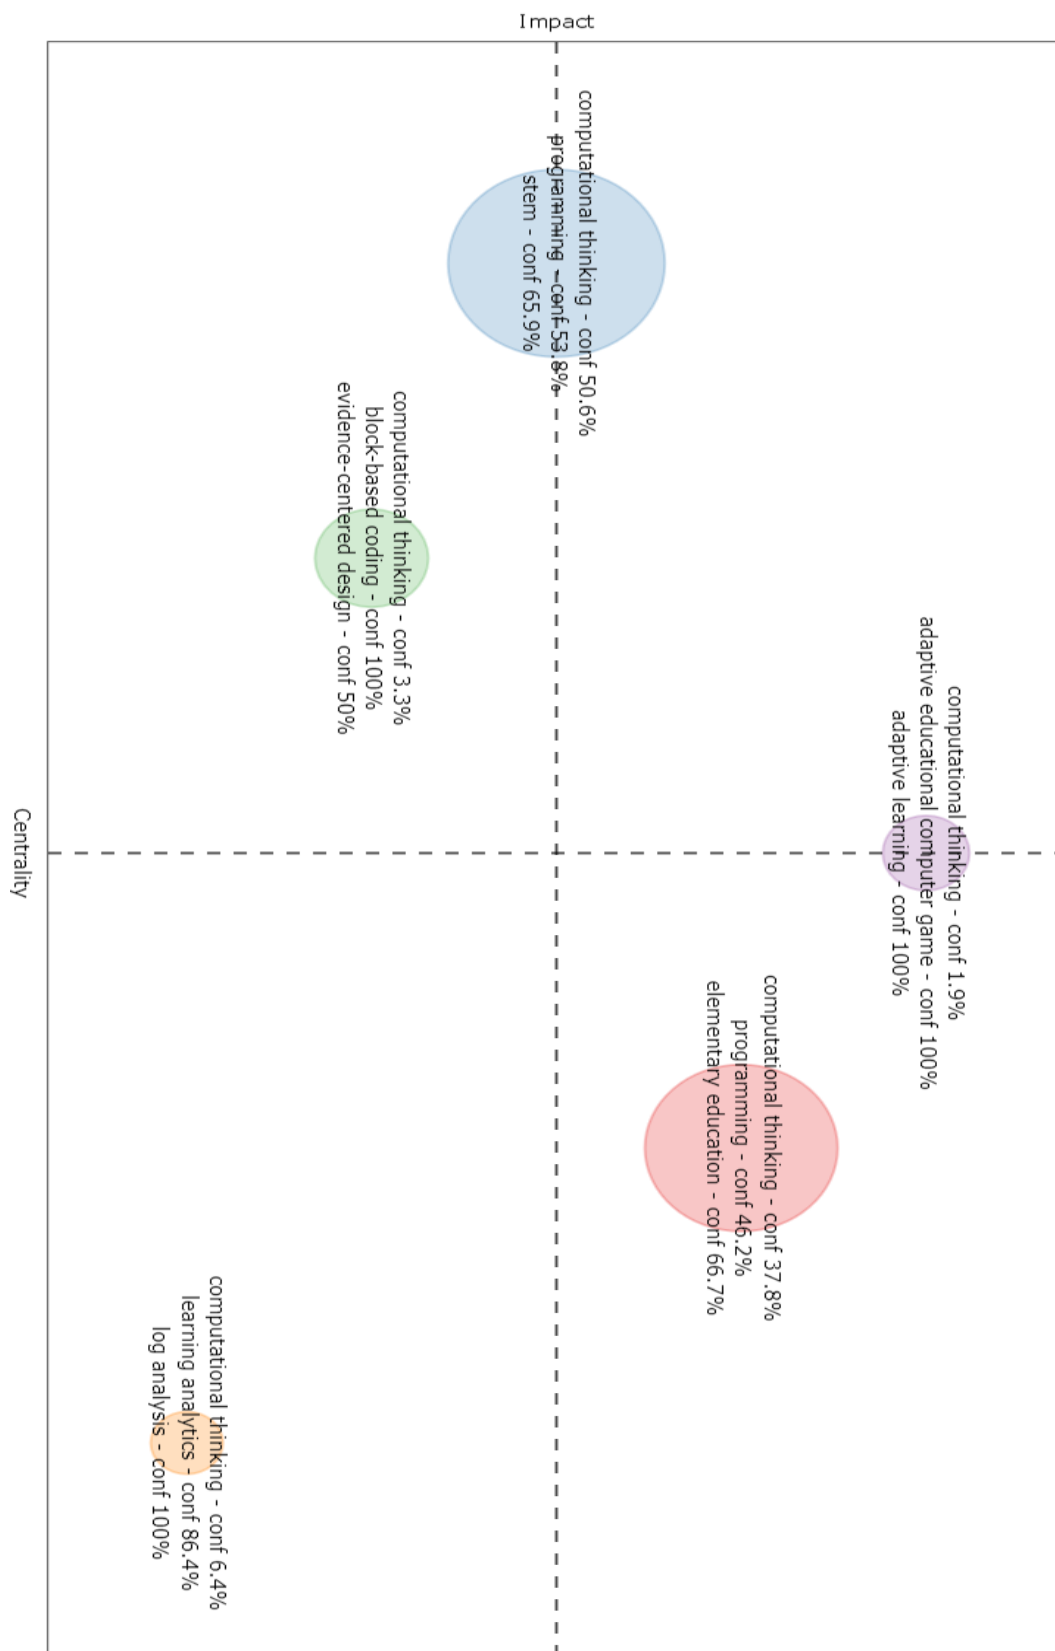 Impact
computational thinking - conf 50.6%
programming - conf 53.8%
stem - conf 65.9%
computational thinking - conf 3.3%
block-based coding - conf 100%
evidence-centered design - conf 50%
computational thinking - conf 1.9%
adaptive educational computer game - conf 100%
adaptive learning - conf 100%
Centrality
computational thinking - conf 37.8%
programming - conf 46.2%
elementary education - conf 66.7%
computational thinking - conf 6.4%
learning analytics - conf 86.4%
log analysis - conf 100%